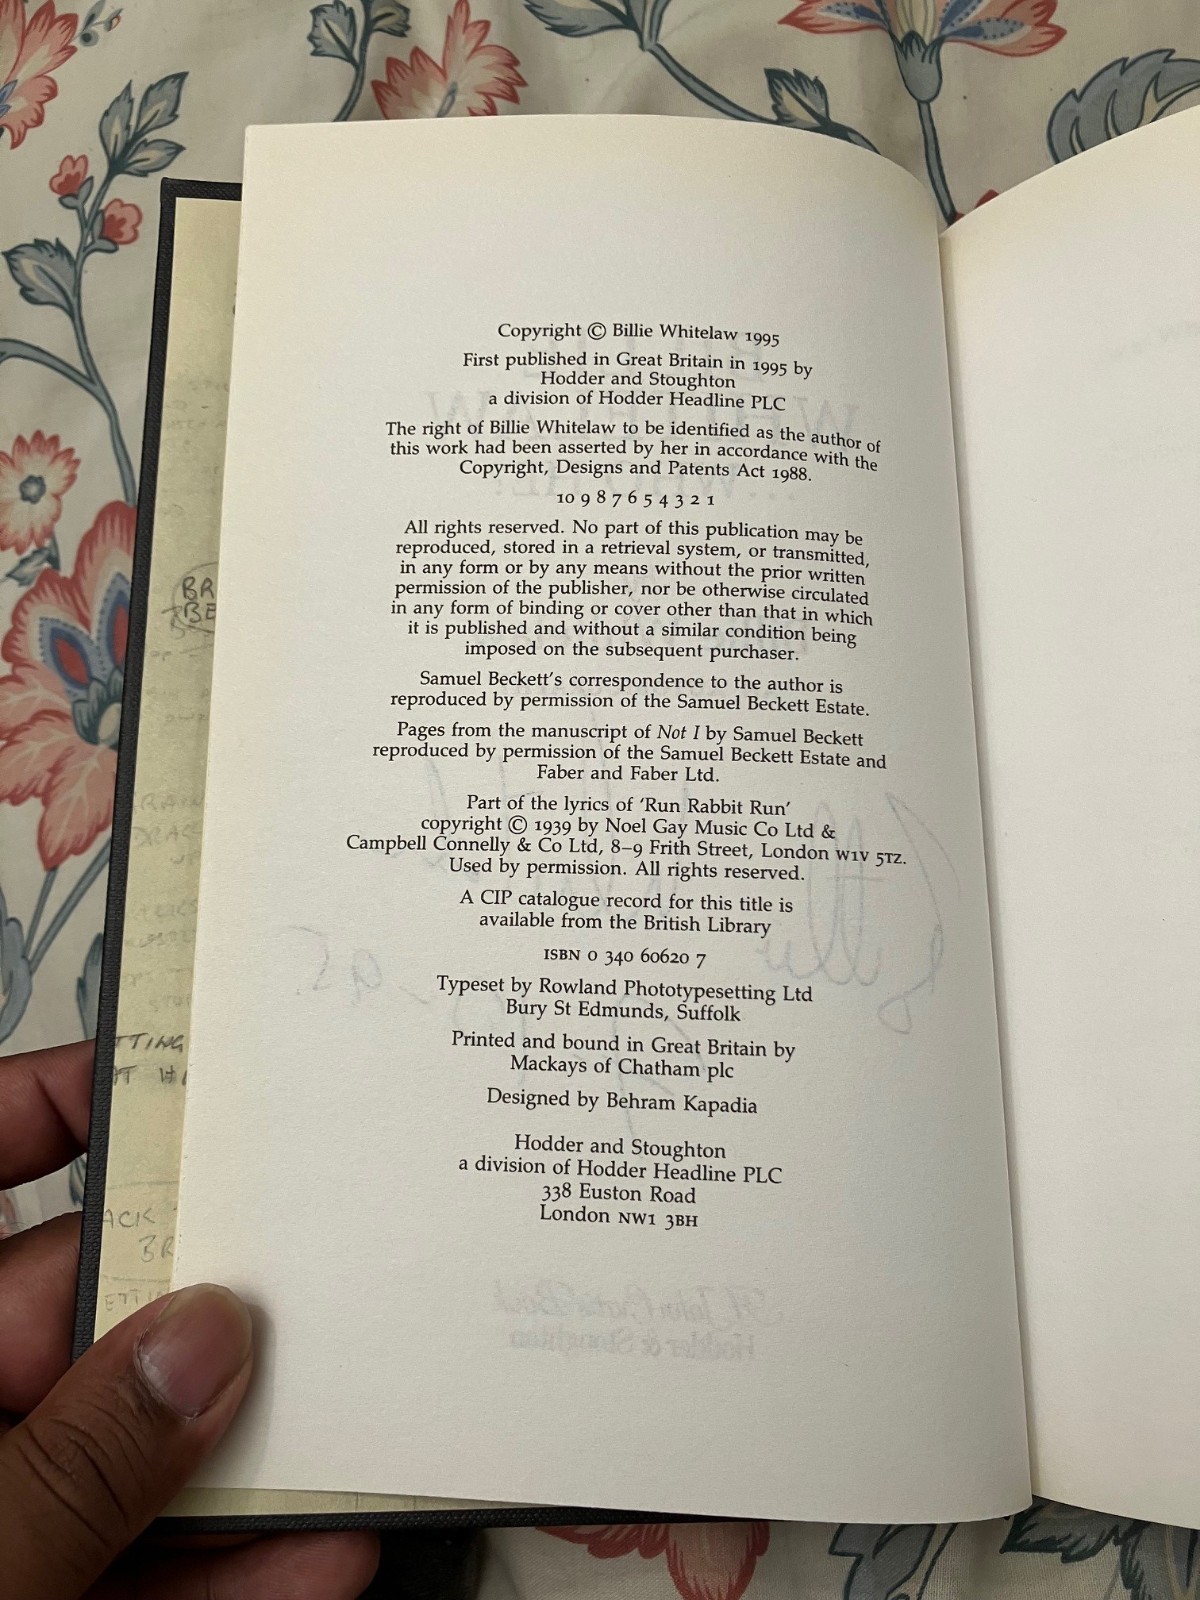 Copyright © Billie Whitelaw 1995
First published in Great Britain in 1995 by
Hodder and Stoughton
a division of Hodder Headline PLC
The right of Billie Whitelaw to be identified as the author of
this work had been asserted by her in accordance with the
Copyright, Designs and Patents Act 1988.
10 9 8 7 6 5 4 3 2 1
All rights reserved. No part of this publication may be
reproduced, stored in a retrieval system, or transmitted,
in any form or by any means without the prior written
permission of the publisher, nor be otherwise circulated
in any form of binding or cover other than that in which
it is published and without a similar condition being
imposed on the subsequent purchaser.
Samuel Beckett's correspondence to the author is
reproduced by permission of the Samuel Beckett Estate.
Pages from the manuscript of Not I by Samuel Beckett
reproduced by permission of the Samuel Beckett Estate and
Faber and Faber Ltd.
Part of the lyrics of 'Run Rabbit Run'
copyright © 1939 by Noel Gay Music Co Ltd &
Campbell Connelly & Co Ltd, 8–9 Frith Street, London W1V 5TZ.
Used by permission. All rights reserved.
A CIP catalogue record for this title is
available from the British Library
ISBN 0 340 60620 7
Typeset by Rowland Phototypesetting Ltd
Bury St Edmunds, Suffolk
Printed and bound in Great Britain by
Mackays of Chatham plc
Designed by Behram Kapadia
Hodder and Stoughton
a division of Hodder Headline PLC
338 Euston Road
London NW1 3BH